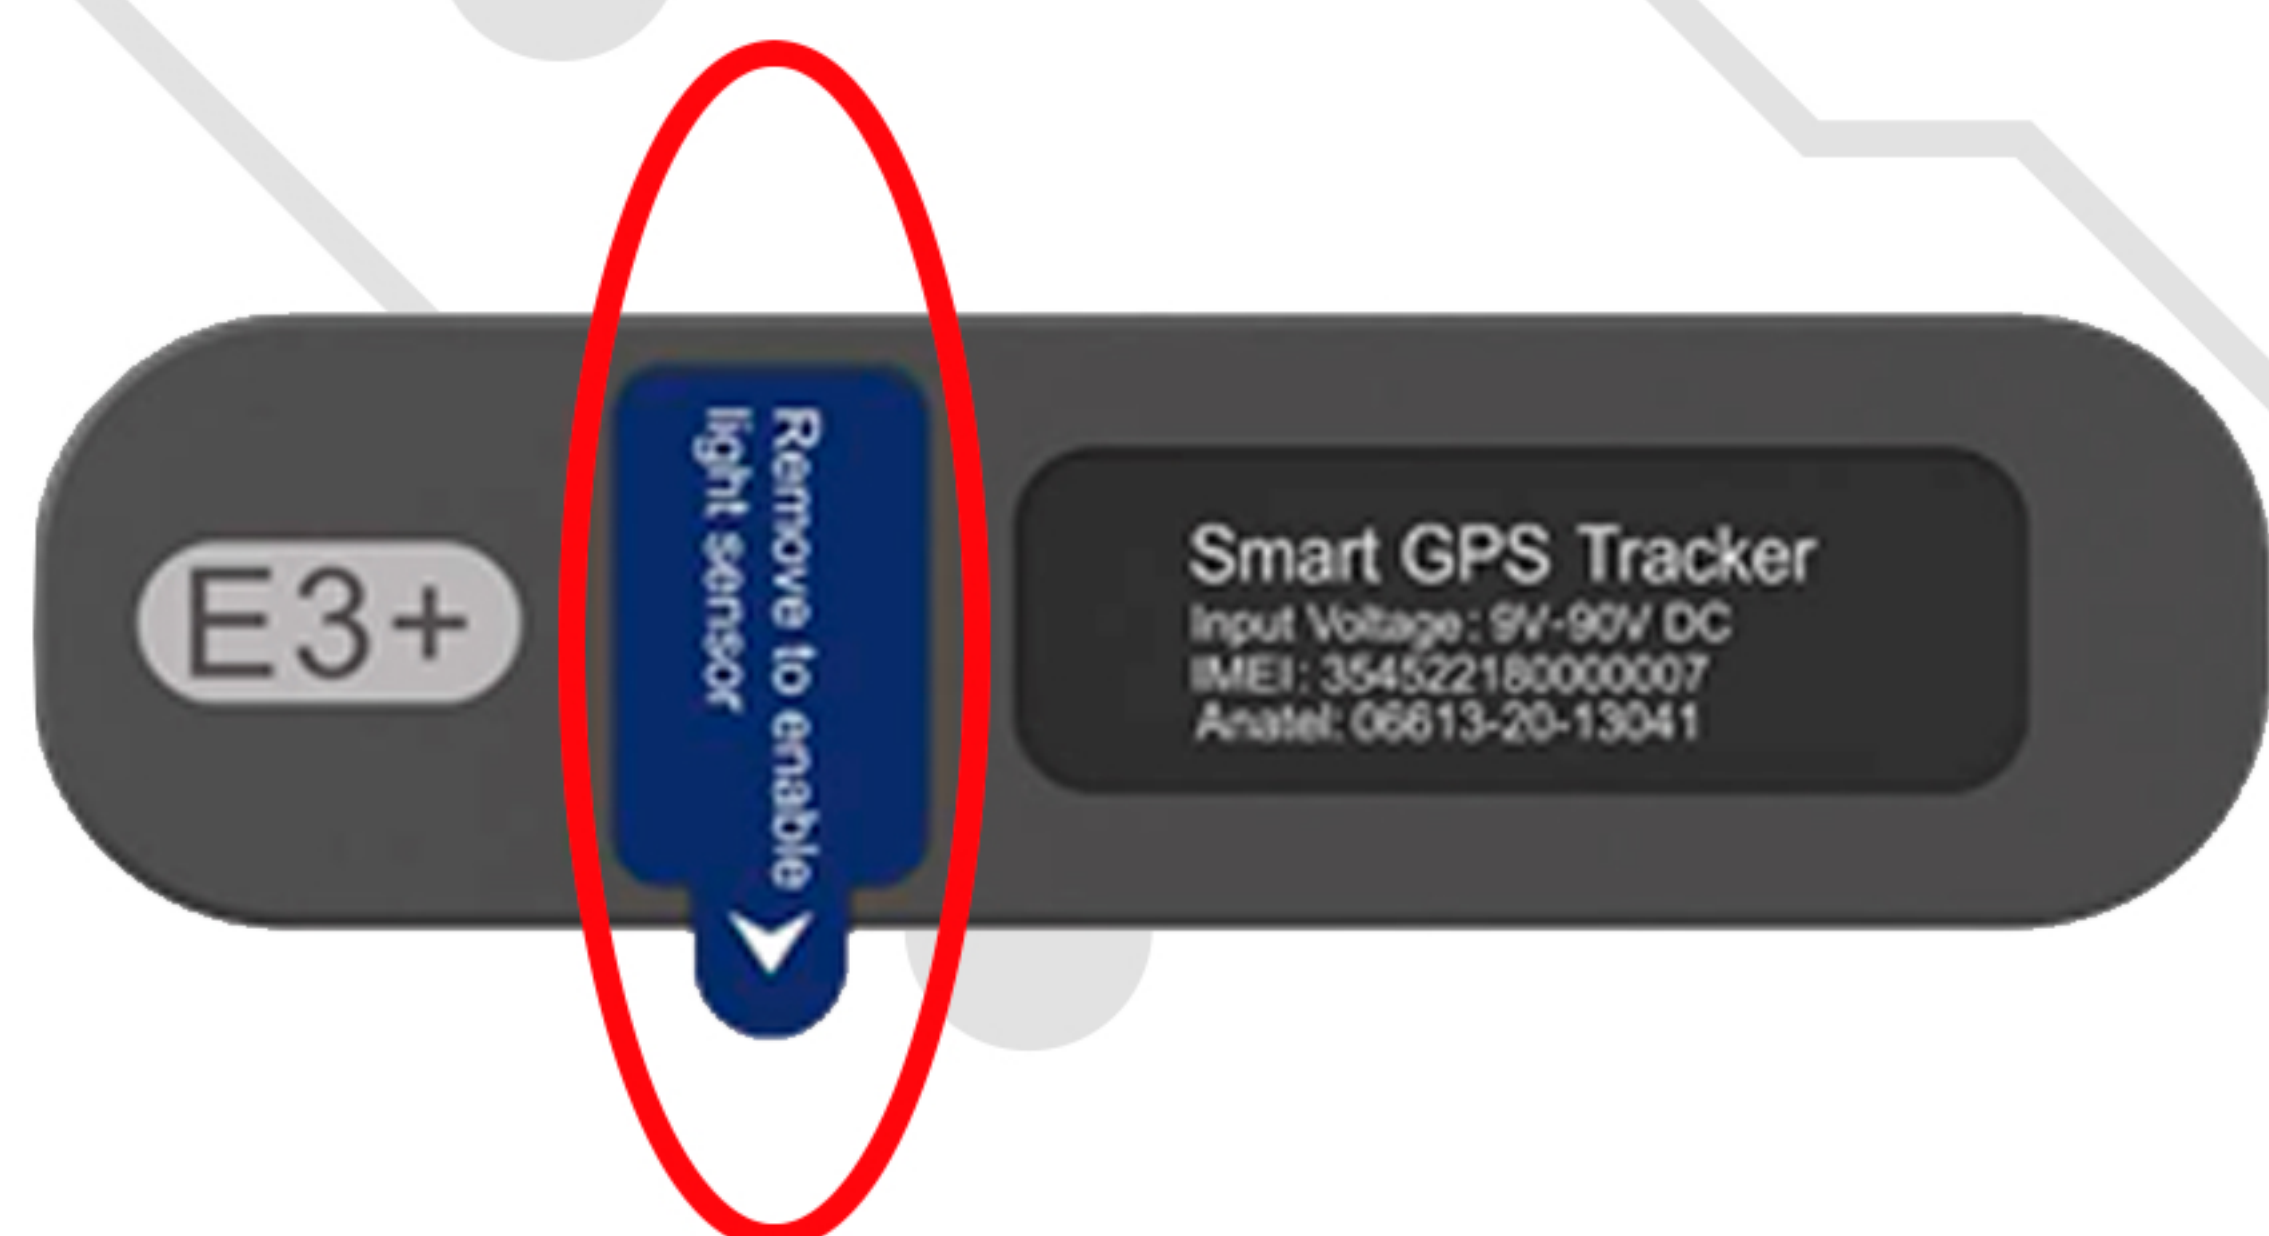 E3+
Remove to enable
light sensor
Smart GPS Tracker
Input Voltage: 9V-90V DC
IMEI: 354522180000007
Anatel: 06613-20-13041